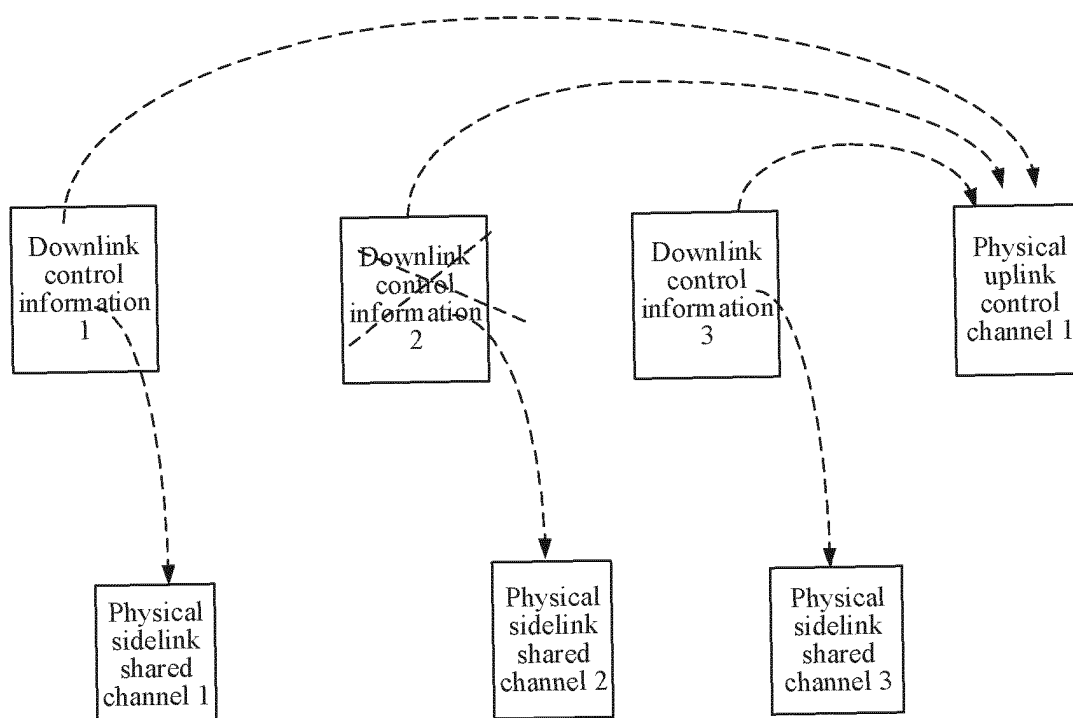 Downlink
control
information
1
Downlink
control
information
2
Downlink
control
information
3
Physical
uplink
control
channel 1
Physical
sidelink
shared
channel 1
Physical
sidelink
shared
channel 2
Physical
sidelink
shared
channel 3